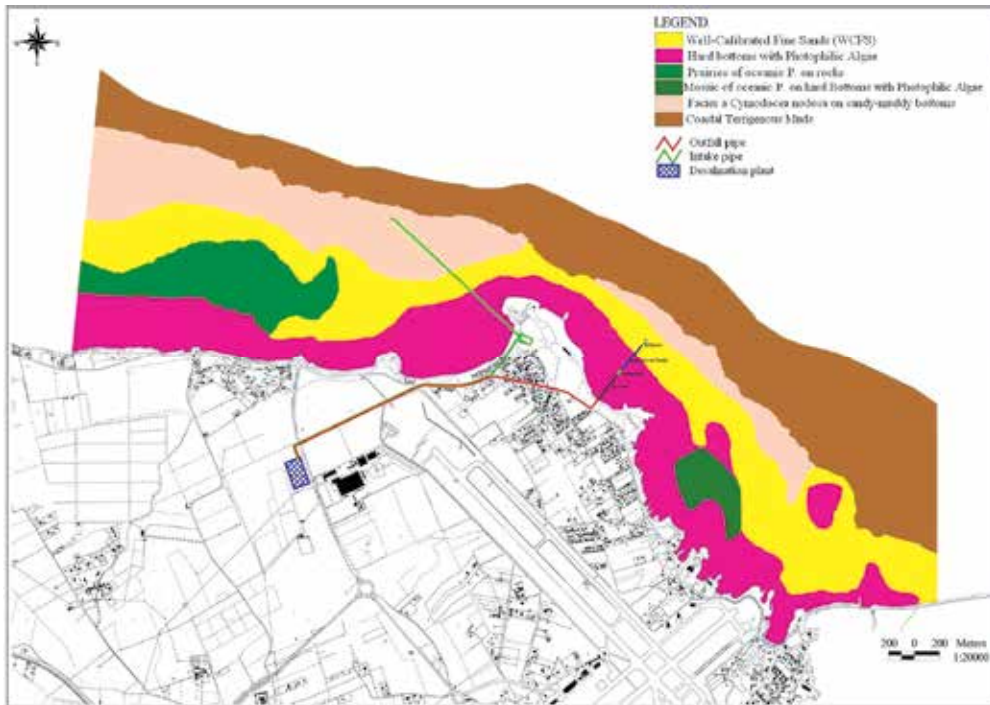 LEGEND
Well-Calibrated Fine Sands (WCFS)
Hard bottoms with Photophilic Algae
Prairies of oceanic P. on rocks
Mosaic of oceanic P. on hard Bottoms with Photophilic Algae
Facies a Cymodocea nodosa on sandy-muddy bottoms
Coastal Terrigenous Muds
Outfall pipe
Intake pipe
Desalination plant
200 0 200 Meters
1:20000